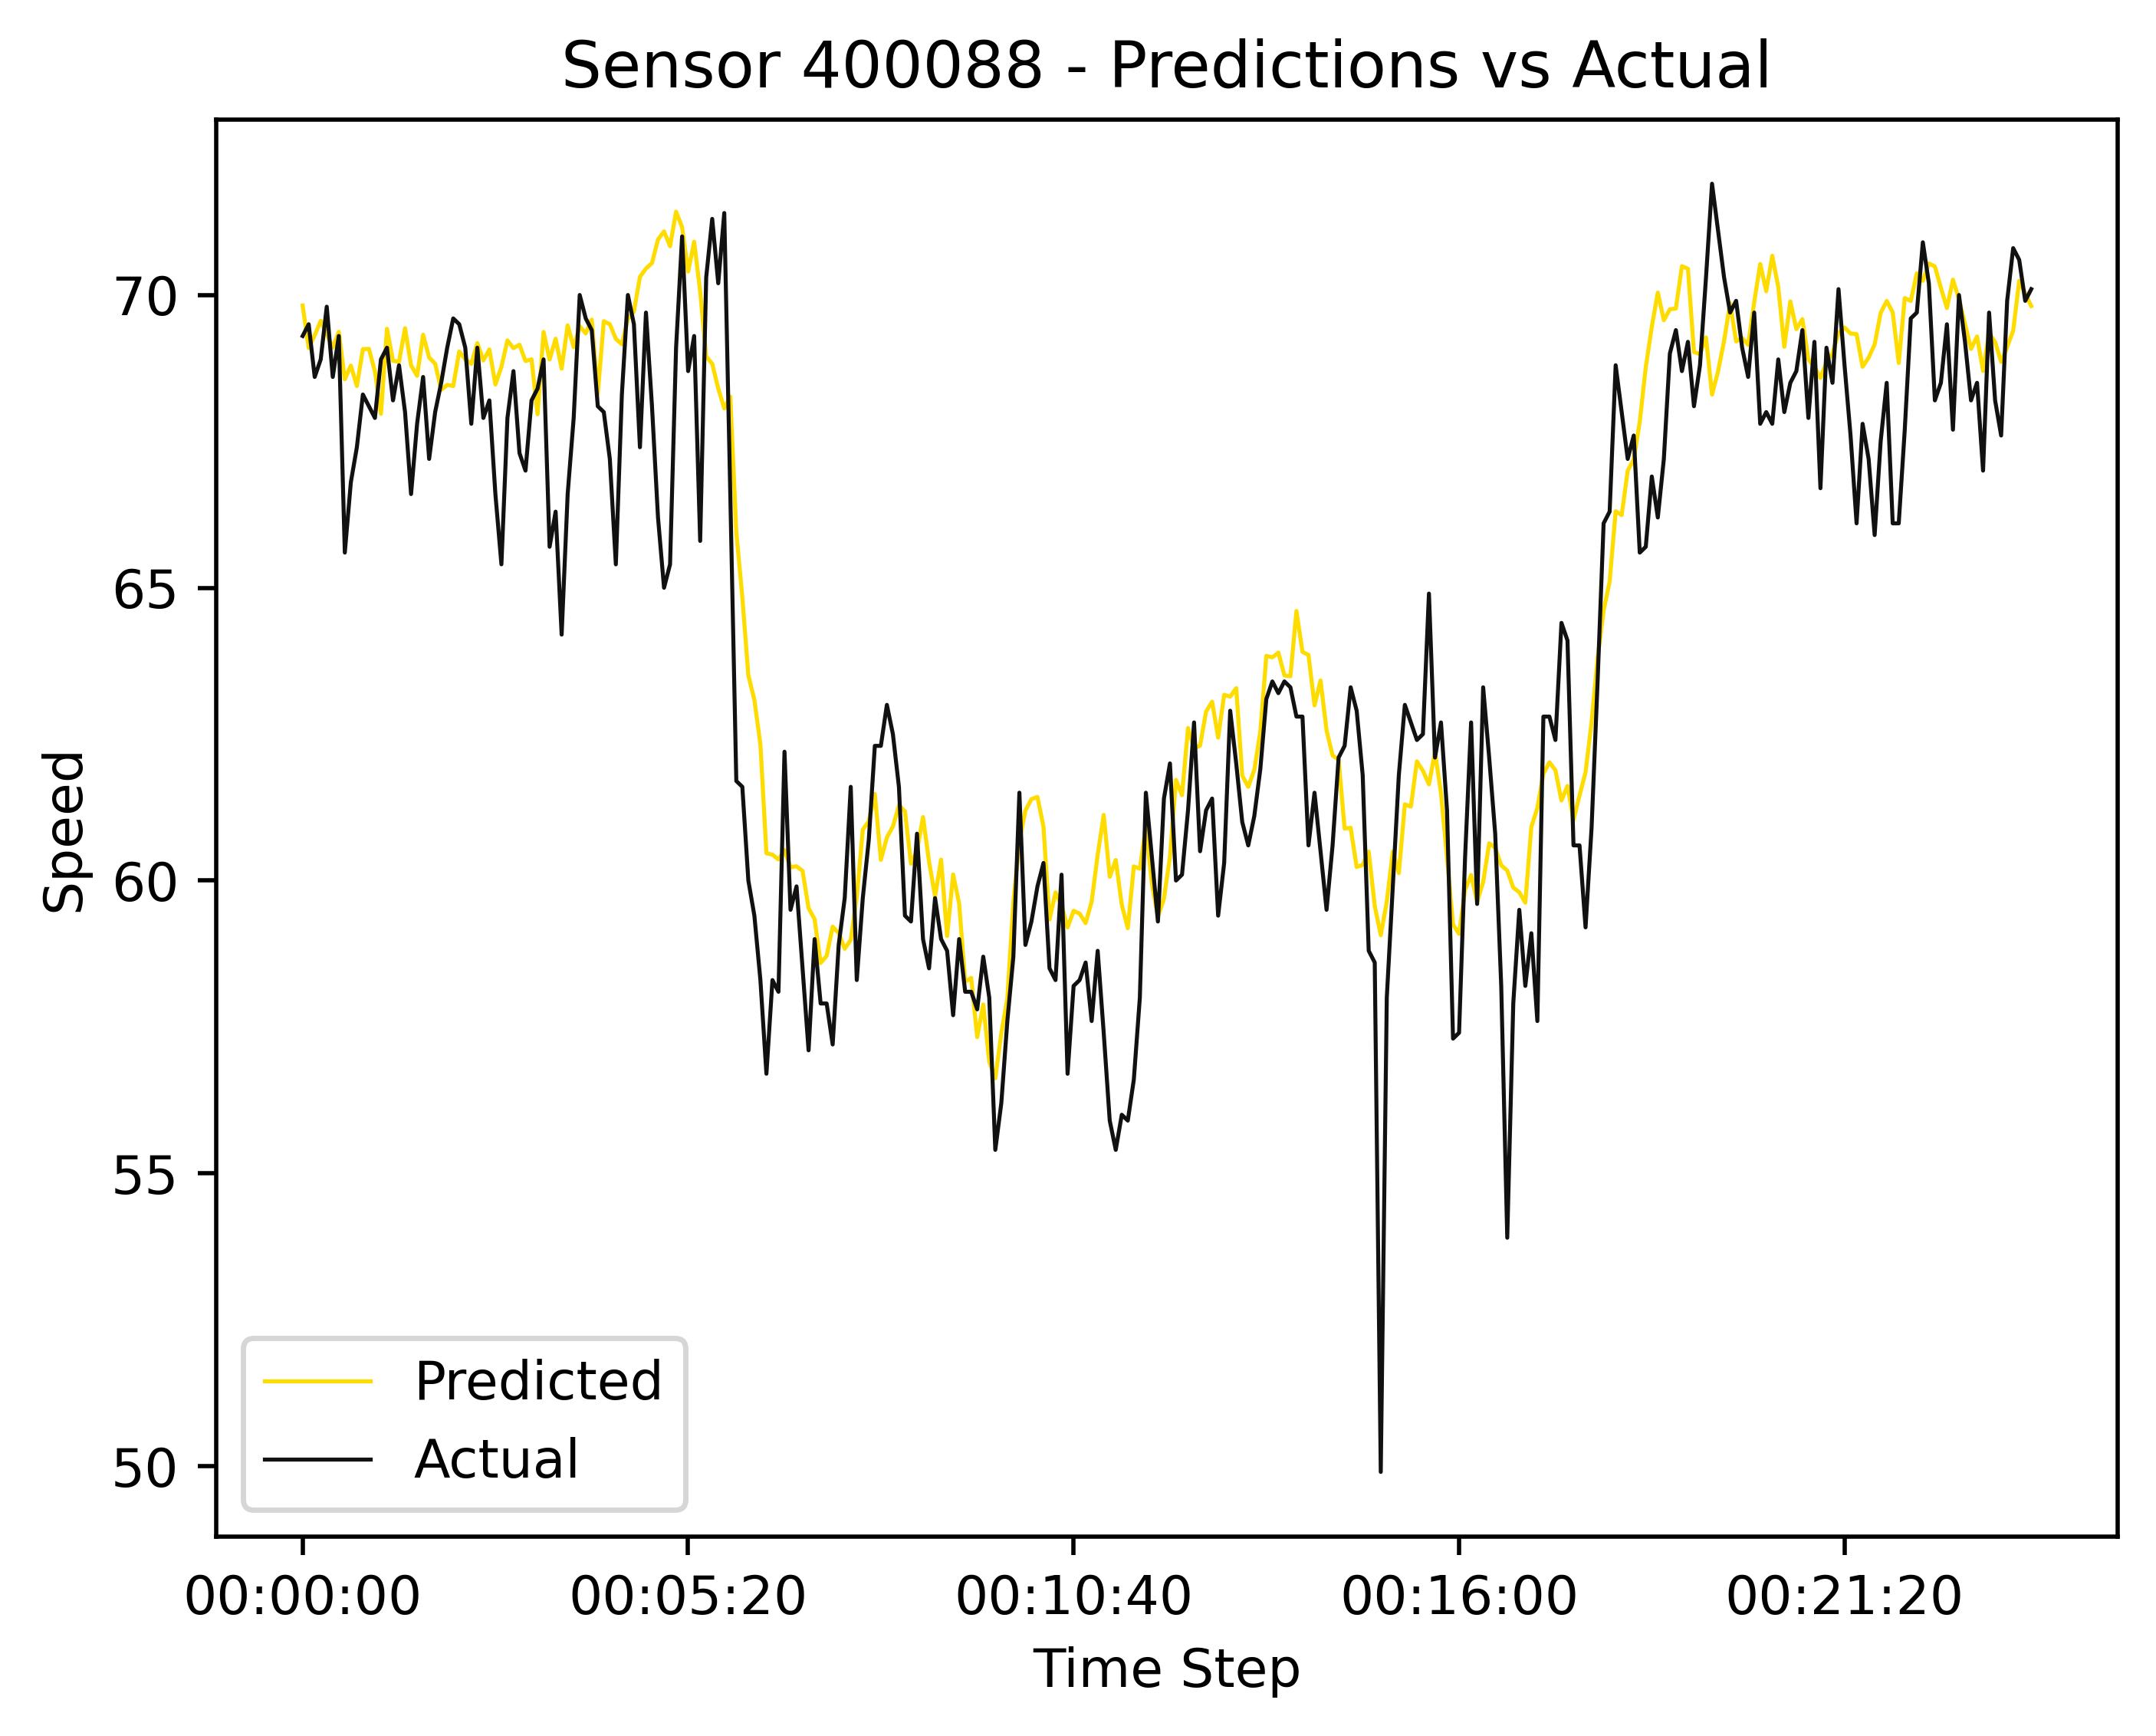 Sensor 400088 - Predictions vs Actual
70
65
60
55
50
Speed
Predicted
Actual
00:00:00 00:05:20 00:10:40 00:16:00 00:21:20
Time Step